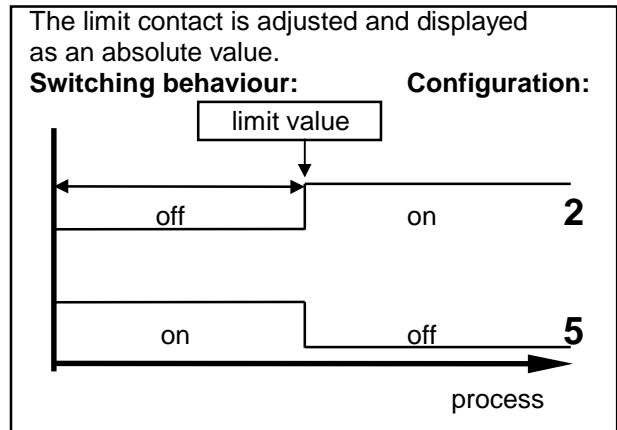 The limit contact is adjusted and displayed
as an absolute value.
Switching behaviour: Configuration:
limit value
off on 2
on off 5
process